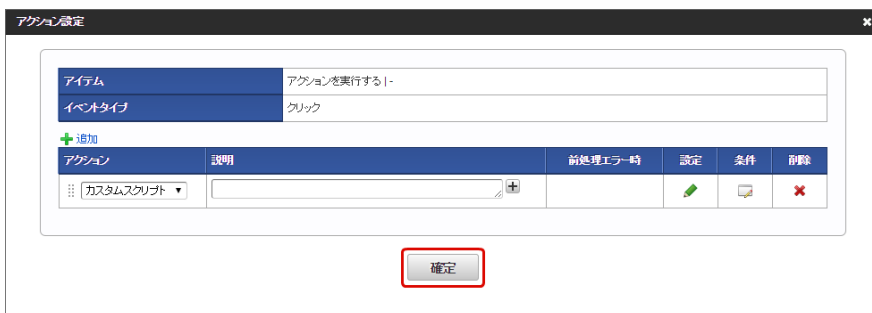 アクション設定
アイテム アクションを実行する | -
イベントタイプ クリック
追加
アクション 説明 前処理エラー時 設定 条件 削除
カスタムスクリプト
確定